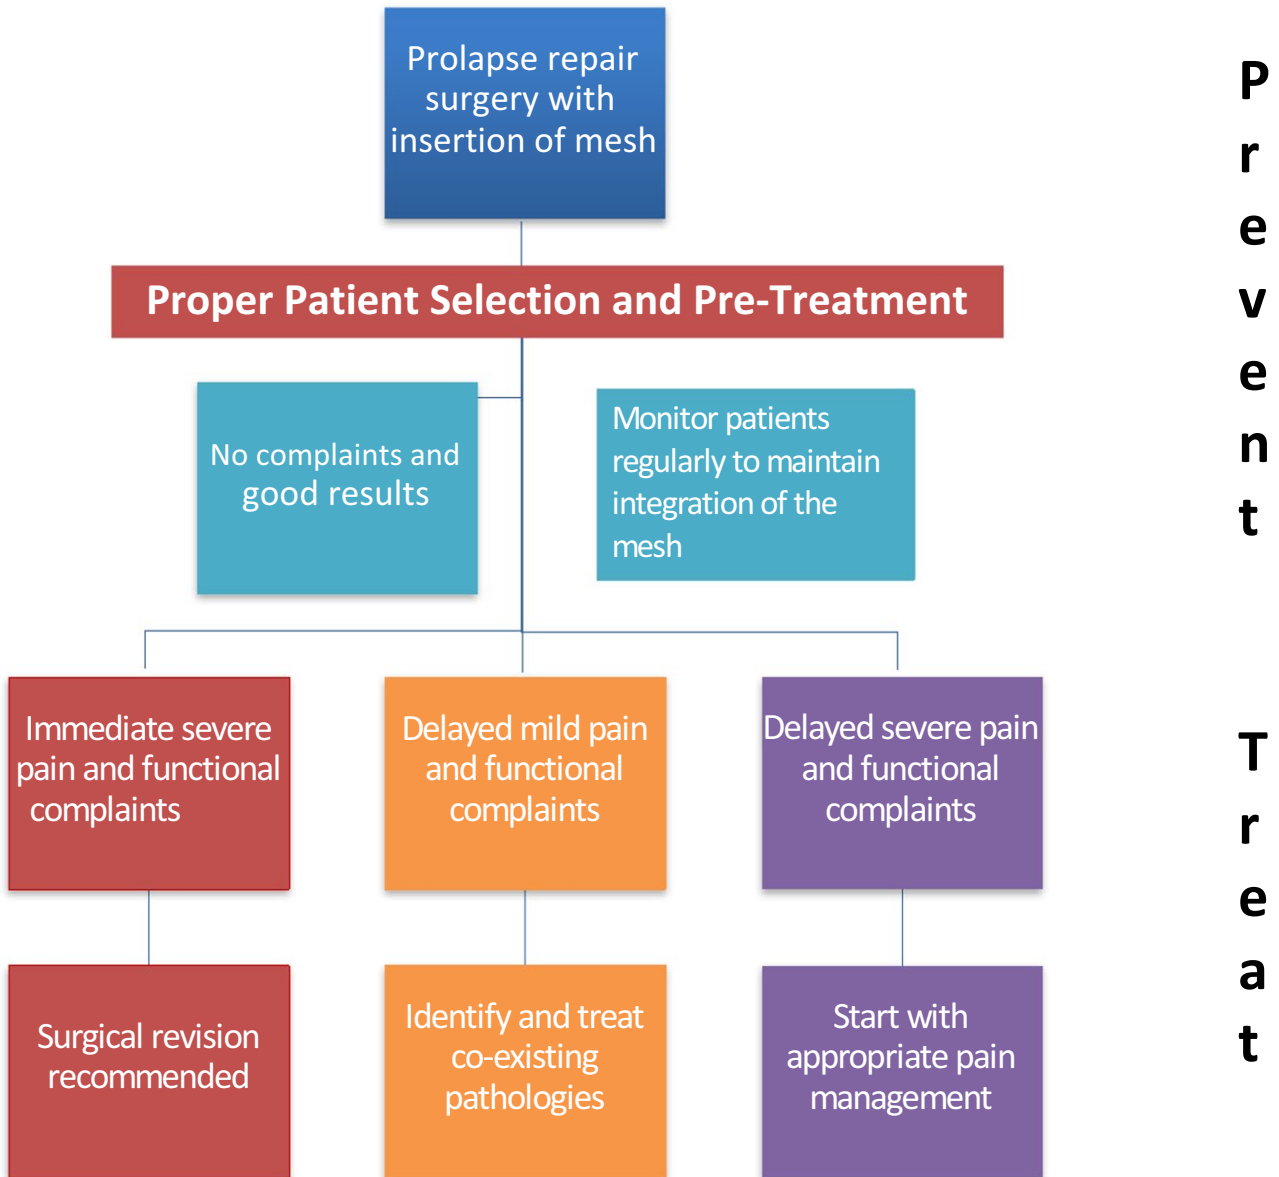 Prolapse repair
surgery with
insertion of mesh
Proper Patient Selection and Pre-Treatment
No complaints and
good results
Monitor patients
regularly to maintain
integration of the
mesh
P
r
e
v
e
n
t
Immediate severe
pain and functional
complaints
Delayed mild pain
and functional
complaints
Delayed severe pain
and functional
complaints
Surgical revision
recommended
Identify and treat
co-existing
pathologies
Start with
appropriate pain
management
T
r
e
a
t